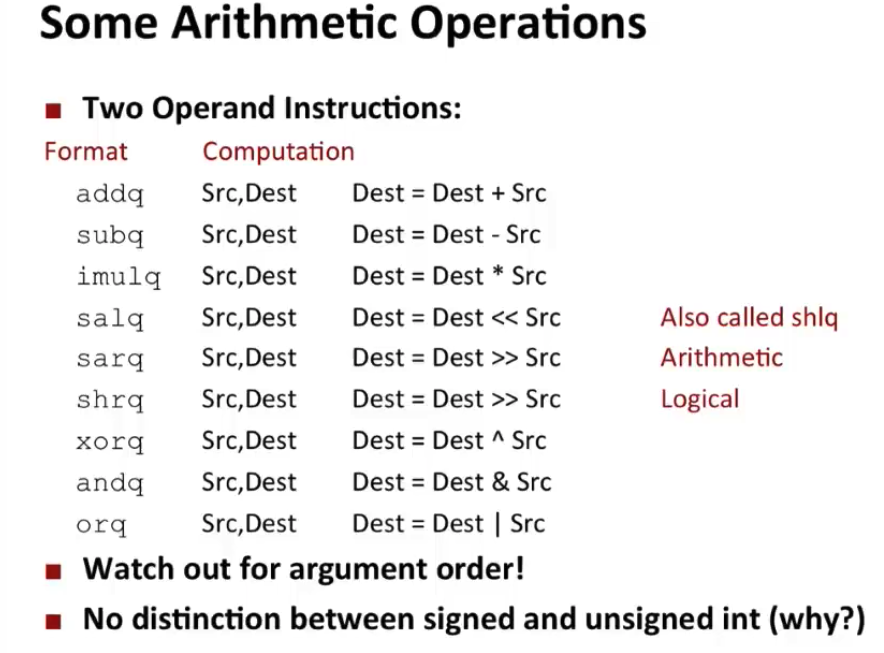 Some Arithmetic Operations
■ Two Operand Instructions:
Format Computation
addq Src,Dest Dest = Dest + Src
subq Src,Dest Dest = Dest - Src
imulq Src,Dest Dest = Dest * Src
salq Src,Dest Dest = Dest << Src Also called shlq
sarq Src,Dest Dest = Dest >> Src Arithmetic
shrq Src,Dest Dest = Dest >> Src Logical
xorq Src,Dest Dest = Dest ^ Src
andq Src,Dest Dest = Dest & Src
orq Src,Dest Dest = Dest | Src
■ Watch out for argument order!
■ No distinction between signed and unsigned int (why?)